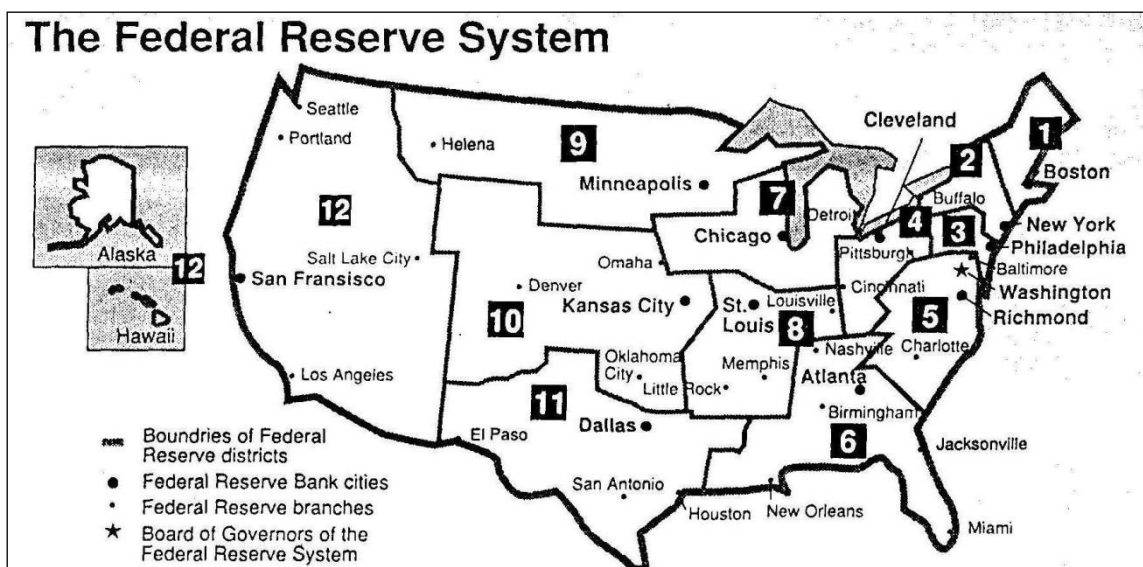 The Federal Reserve System
Seattle
Portland
Helena
9
Minneapolis
Cleveland
2
1
Boston
Buffalo
12
7
Detroi
4
3
New York
Philadelphia
Alaska
12
Salt Lake City
Chicago
Pittsburgh
Baltimore
San Fransisco
Omaha
Cincinnati
Washington
Hawaii
Denver
Kansas City
St.
Louis
Louisville
5
Richmond
10
8
Nashville
Charlotte
Los Angeles
Oklahoma
City
Memphis
Little Rock
Atlanta
11
Birmingham
Dallas
6
El Paso
Jacksonville
San Antonio
Houston
New Orleans
Miami
Boundries of Federal
Reserve districts
Federal Reserve Bank cities
Federal Reserve branches
Board of Governors of the
Federal Reserve System